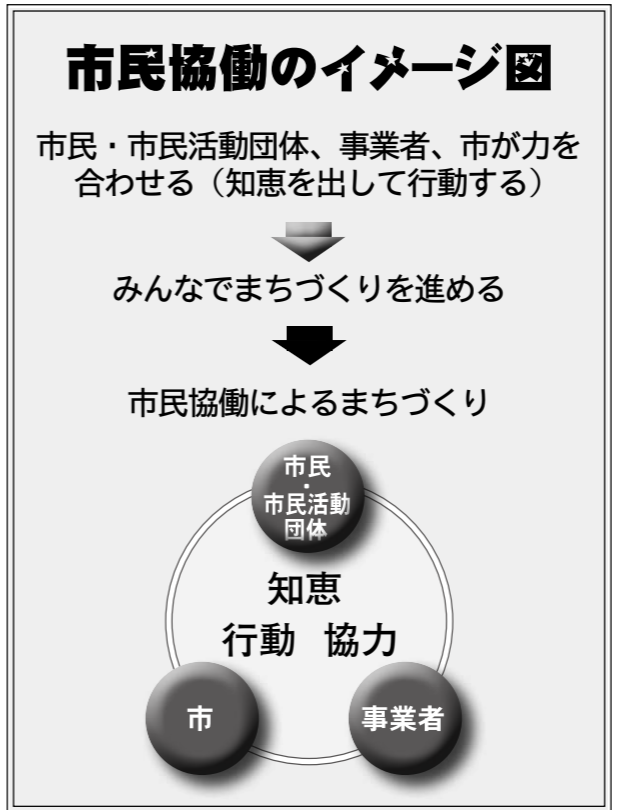 市民協働のイメージ図
市民・市民活動団体、事業者、市が力を
合わせる（知恵を出して行動する）
みんなでまちづくりを進める
市民協働によるまちづくり
市民
・
市民活動
団体
知恵
行動 協力
市
事業者